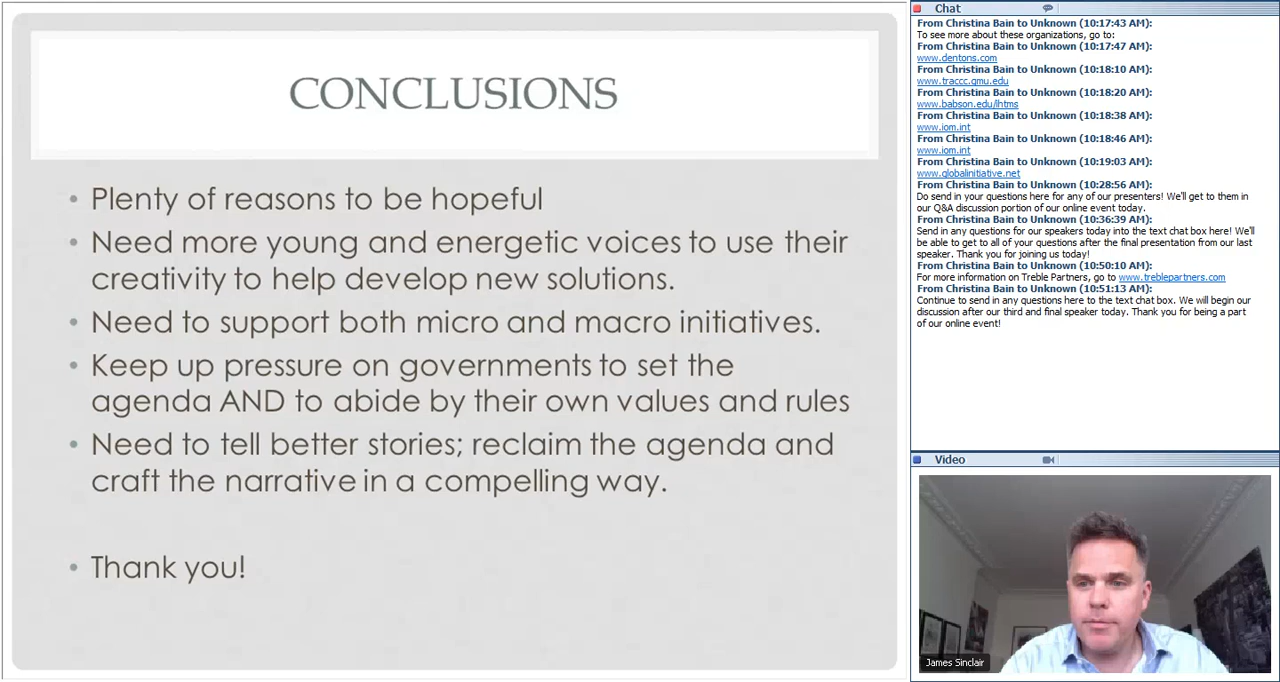 CONCLUSIONS
• Plenty of reasons to be hopeful
• Need more young and energetic voices to use their
creativity to help develop new solutions.
• Need to support both micro and macro initiatives.
• Keep up pressure on governments to set the
agenda AND to abide by their own values and rules
• Need to tell better stories; reclaim the agenda and
craft the narrative in a compelling way.
• Thank you!
Chat
From Christina Bain to Unknown (10:17:43 AM):
To see more about these organizations, go to:
From Christina Bain to Unknown (10:17:47 AM):
www.dentons.com
From Christina Bain to Unknown (10:18:10 AM):
www.traccc.gmu.edu
From Christina Bain to Unknown (10:18:20 AM):
www.babson.edu/lhtms
From Christina Bain to Unknown (10:18:38 AM):
www.iom.int
From Christina Bain to Unknown (10:18:46 AM):
www.iom.int
From Christina Bain to Unknown (10:19:03 AM):
www.globalinitiative.net
From Christina Bain to Unknown (10:28:56 AM):
Do send in your questions here for any of our presenters! We'll get to them in
our Q&A discussion portion of our online event today.
From Christina Bain to Unknown (10:36:39 AM):
Send in any questions for our speakers today into the text chat box here! We'll
be able to get to all of your questions after the final presentation from our last
speaker. Thank you for joining us today!
From Christina Bain to Unknown (10:50:10 AM):
For more information on Treble Partners, go to www.treblepartners.com
From Christina Bain to Unknown (10:51:13 AM):
Continue to send in any questions here to the text chat box. We will begin our
discussion after our third and final speaker today. Thank you for being a part
of our online event!
Video
James Sinclair